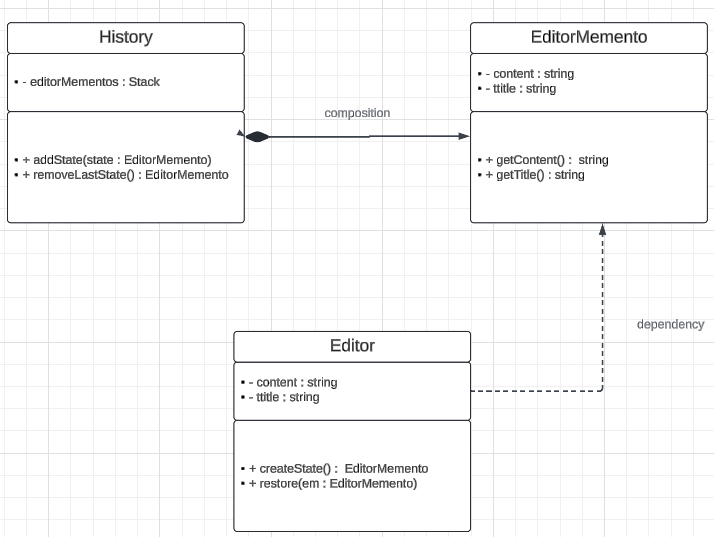 History
- editorMementos : Stack
+ addState(state : EditorMemento)
+ removeLastState() : EditorMemento
composition
EditorMemento
- content : string
- ttitle : string
+ getContent() :  string
+ getTitle() : string
dependency
Editor
- content : string
- ttitle : string
+ createState() :  EditorMemento
+ restore(em : EditorMemento)